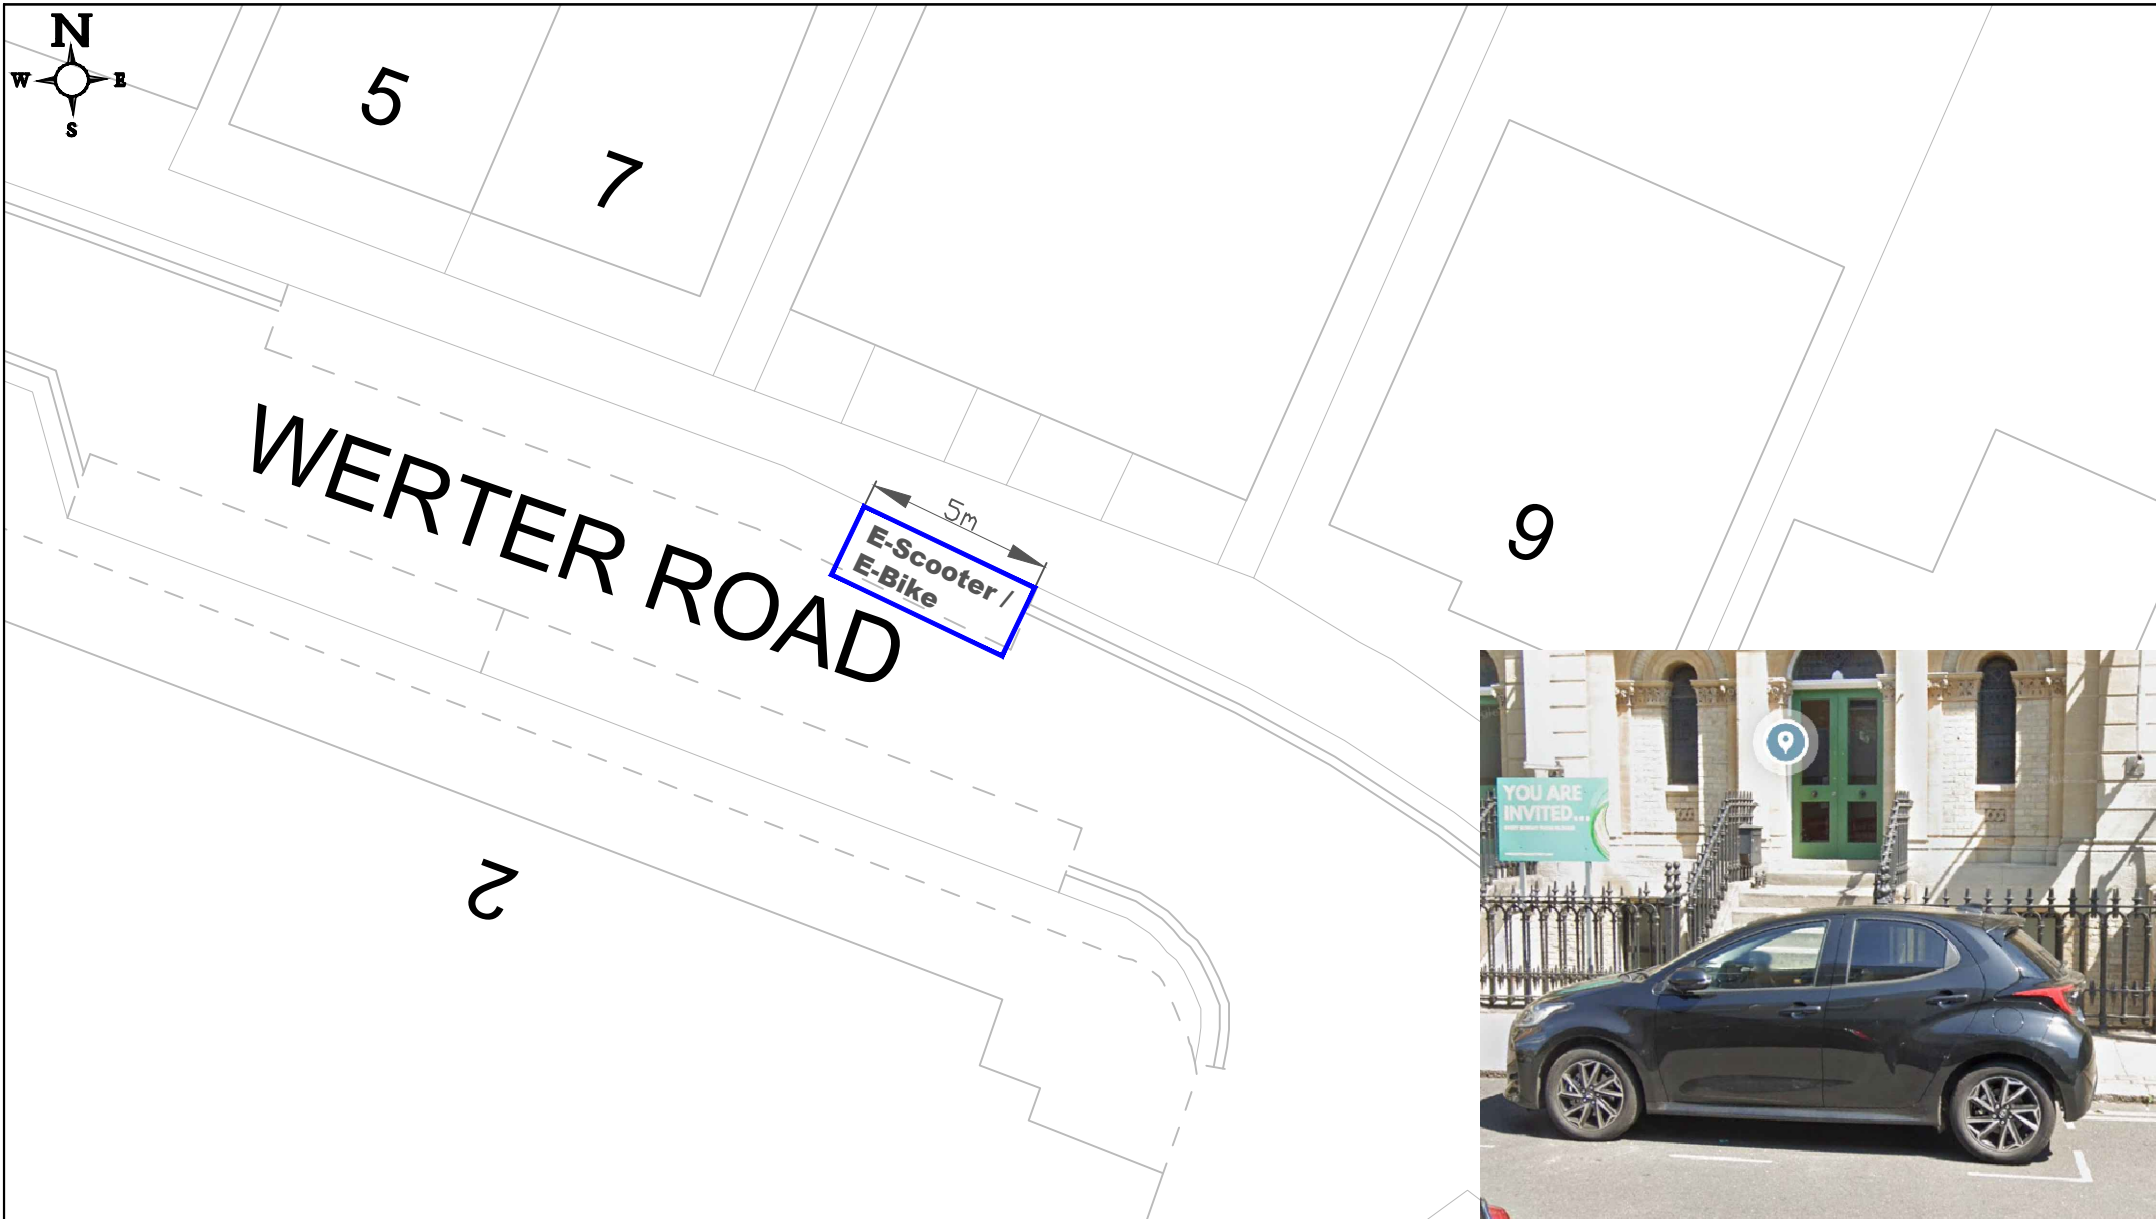 N
W E
S
5
7
9
WERTER ROAD
5m
E-Scooter /
E-Bike
2
YOU ARE
INVITED...